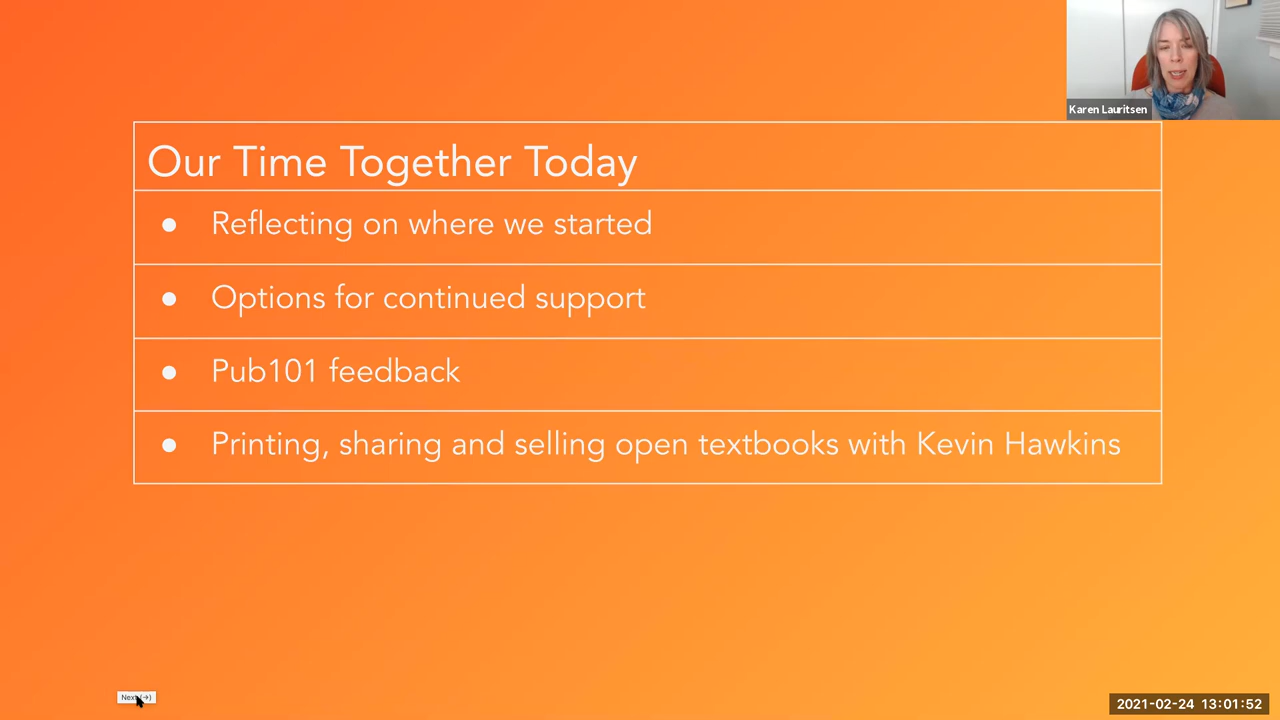 Karen Lauritsen
Our Time Together Today
● Reflecting on where we started
● Options for continued support
● Pub101 feedback
● Printing, sharing and selling open textbooks with Kevin Hawkins
2021-02-24 13:01:52